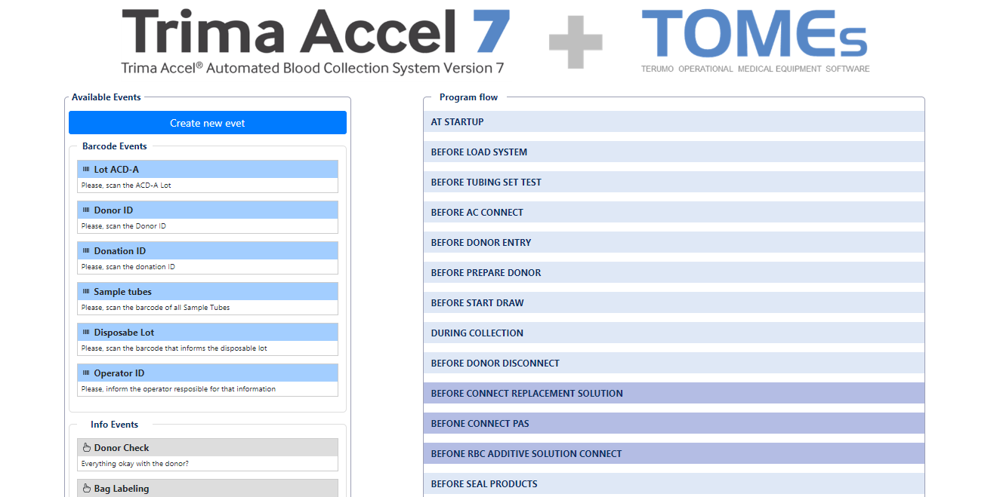 Trima Accel 7
Trima Accel® Automated Blood Collection System Version 7
TOMEs
TERUMO OPERATIONAL MEDICAL EQUIPMENT SOFTWARE
Available Events
Create new evet
Barcode Events
Lot ACD-A
Please, scan the ACD-A Lot
Donor ID
Please, scan the Donor ID
Donation ID
Please, scan the donation ID
Sample tubes
Please, scan the barcode of all Sample Tubes
Disposabe Lot
Please, scan the barcode that informs the disposable lot
Operator ID
Please, inform the operator resposible for that information
Info Events
Donor Check
Everything okay with the donor?
Bag Labeling
Program flow
AT STARTUP
BEFORE LOAD SYSTEM
BEFORE TUBING SET TEST
BEFORE AC CONNECT
BEFORE DONOR ENTRY
BEFORE PREPARE DONOR
BEFORE START DRAW
DURING COLLECTION
BEFORE DONOR DISCONNECT
BEFORE CONNECT REPLACEMENT SOLUTION
BEFONE CONNECT PAS
BEFONE RBC ADDITIVE SOLUTION CONNECT
BEFORE SEAL PRODUCTS